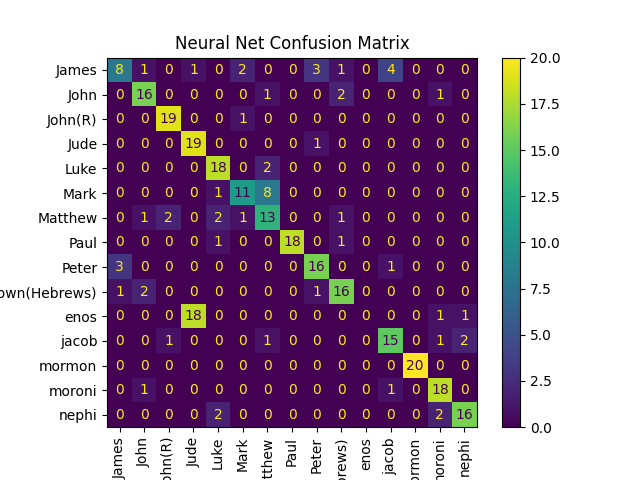 Neural Net Confusion Matrix
James 8 1 0 1 0 2 0 0 3 1 0 4 0 0 0
John 0 16 0 0 0 0 1 0 0 2 0 0 0 1 0
John(R) 0 0 19 0 0 1 0 0 0 0 0 0 0 0 0
Jude 0 0 0 19 0 0 0 0 1 0 0 0 0 0 0
Luke 0 0 0 0 18 0 2 0 0 0 0 0 0 0 0
Mark 0 0 0 0 1 11 8 0 0 0 0 0 0 0 0
Matthew 0 1 2 0 2 1 13 0 0 1 0 0 0 0 0
Paul 0 0 0 0 1 0 0 18 0 1 0 0 0 0 0
Peter 3 0 0 0 0 0 0 0 16 0 0 1 0 0 0
own(Hebrews) 1 2 0 0 0 0 0 0 1 16 0 0 0 0 0
enos 0 0 0 18 0 0 0 0 0 0 0 0 0 1 1
jacob 0 0 1 0 0 0 1 0 0 0 0 15 0 1 2
mormon 0 0 0 0 0 0 0 0 0 0 0 0 20 0 0
moroni 0 1 0 0 0 0 0 0 0 0 0 1 0 18 0
nephi 0 0 0 0 2 0 0 0 0 0 0 0 0 2 16
James John ohn(R) Jude Luke Mark tthew Paul Peter rews) enos jacob ormon oroni nephi
20.0
17.5
15.0
12.5
10.0
7.5
5.0
2.5
0.0